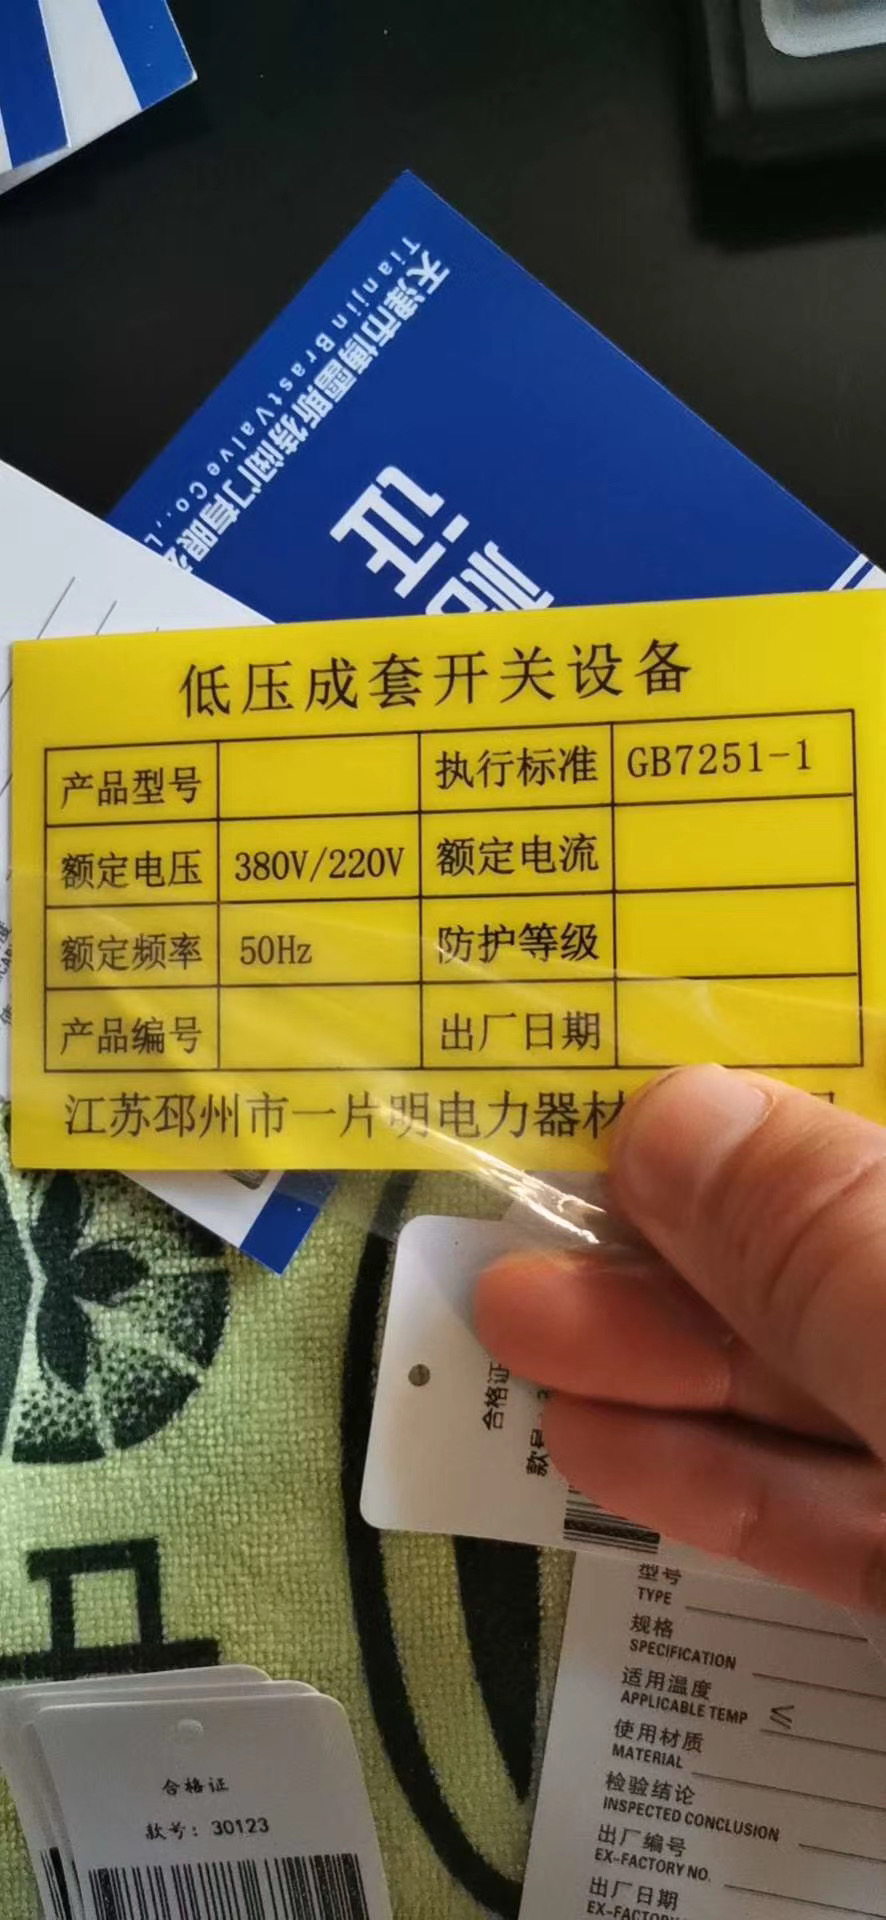 天津市博雷斯特阀门有限
Tianjin Brast Valve Co., L
证
低压成套开关设备
产品型号 执行标准 GB7251-1
额定电压 380V/220V 额定电流
额定频率 50Hz 防护等级
产品编号 出厂日期
江苏邳州市一片明电力器材
合格证
款号:
型号
TYPE
规格
SPECIFICATION
适用温度
APPLICABLE TEMP ≤
使用材质
MATERIAL
检验结论
INSPECTED CONCLUSION
出厂编号
EX-FACTORY NO.
出厂日期
合格证
款号：30123